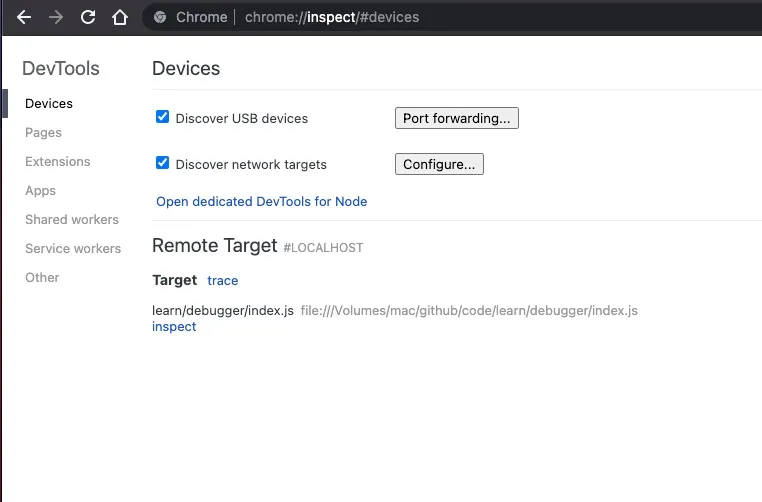 Chrome | chrome://inspect/#devices
DevTools
Devices
Pages
Extensions
Apps
Shared workers
Service workers
Other
Devices
Discover USB devices Port forwarding...
Discover network targets Configure...
Open dedicated DevTools for Node
Remote Target #LOCALHOST
Target trace
learn/debugger/index.js file:///Volumes/mac/github/code/learn/debugger/index.js
inspect